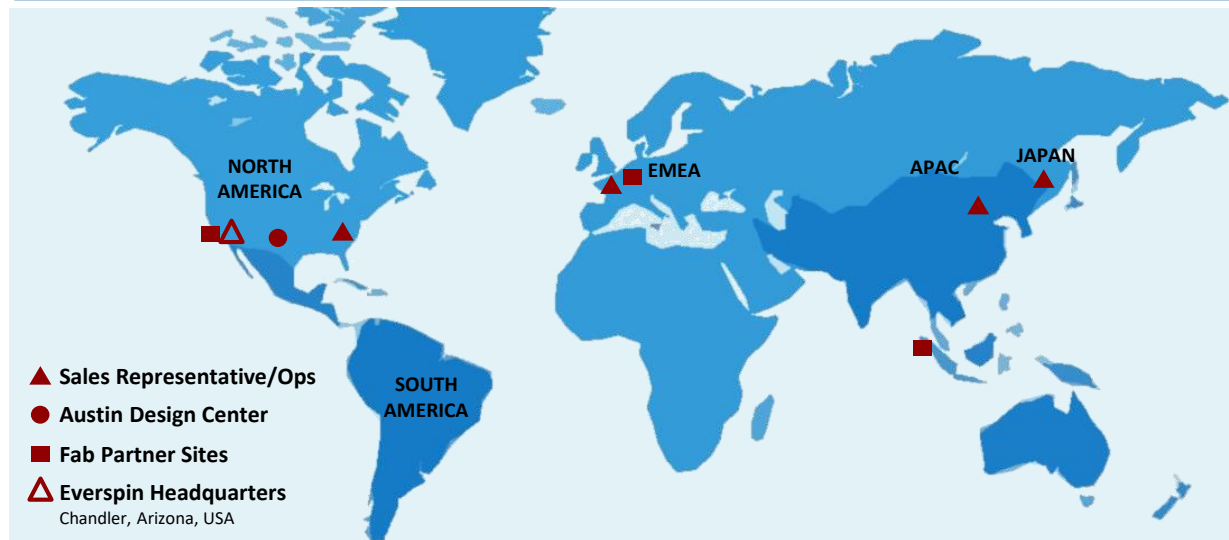 NORTH
AMERICA
EMEA
APAC
JAPAN
SOUTH
AMERICA
Sales Representative/Ops
Austin Design Center
Fab Partner Sites
Everspin Headquarters
Chandler, Arizona, USA